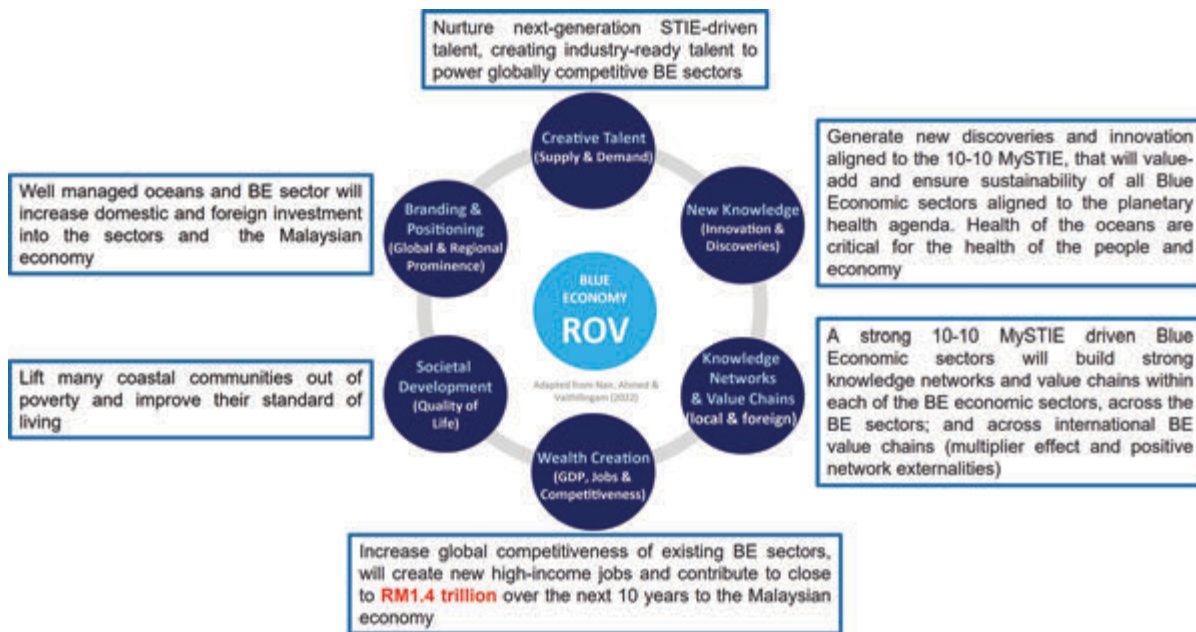 Nurture next-generation STIE-driven
talent, creating industry-ready talent to
power globally competitive BE sectors
Creative Talent
(Supply & Demand)
Generate new discoveries and innovation
aligned to the 10-10 MySTIE, that will value-
add and ensure sustainability of all Blue
Economic sectors aligned to the planetary
health agenda. Health of the oceans are
critical for the health of the people and
economy
New Knowledge
(Innovation &
Discoveries)
A strong 10-10 MySTIE driven Blue
Economic sectors will build strong
knowledge networks and value chains within
each of the BE economic sectors, across the
BE sectors; and across international BE
value chains (multiplier effect and positive
network externalities)
Knowledge
Networks
& Value Chains
(local & foreign)
Wealth Creation
(GDP, Jobs &
Competitiveness)
Increase global competitiveness of existing BE sectors,
will create new high-income jobs and contribute to close
to RM1.4 trillion over the next 10 years to the Malaysian
economy
Societal
Development
(Quality of
Life)
Lift many coastal communities out of
poverty and improve their standard of
living
Branding &
Positioning
(Global & Regional
Prominence)
Well managed oceans and BE sector will
increase domestic and foreign investment
into the sectors and the Malaysian
economy
BLUE
ECONOMY
ROV
Adapted from Nair, Ahmed &
Vaithilingam (2022)